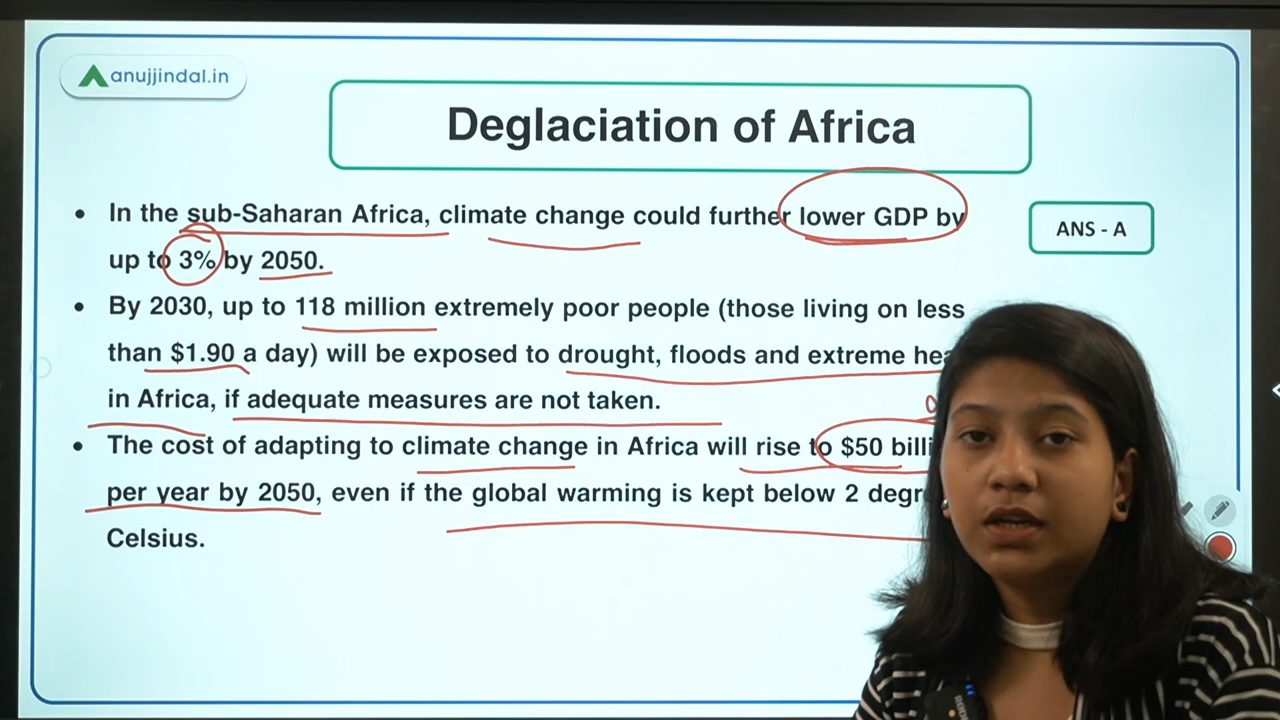 anujjindal.in
Deglaciation of Africa
• In the sub-Saharan Africa, climate change could further lower GDP by
up to 3% by 2050.
ANS - A
• By 2030, up to 118 million extremely poor people (those living on less
than $1.90 a day) will be exposed to drought, floods and extreme
in Africa, if adequate measures are not taken.
• The cost of adapting to climate change in Africa will rise to $50
per year by 2050, even if the global warming is kept below 2
Celsius.